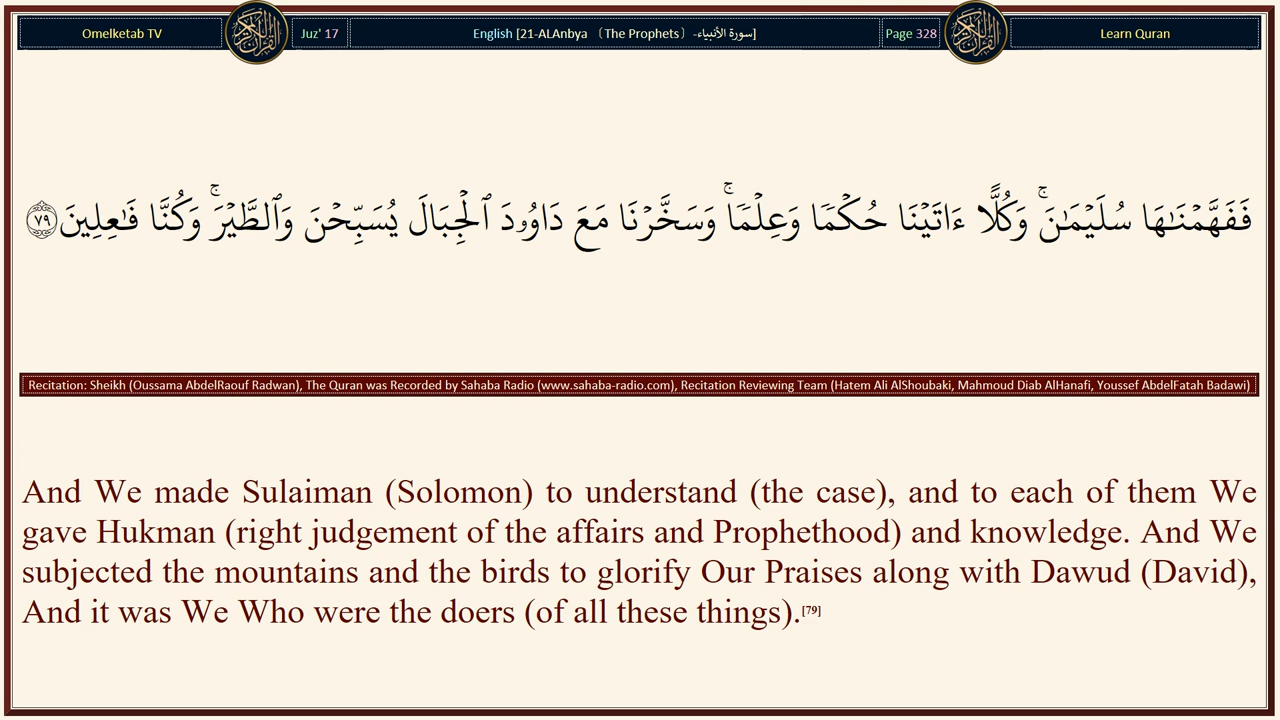 Omelketab TV
Juz' 17
English [21-ALAnbya (The Prophets) -سورة الأنبياء]
Page 328
Learn Quran
فَفَهَّمْنَـٰهَا سُلَيْمَـٰنَ ۚ وَكُلًّا ءَاتَيْنَا حُكْمًا وَعِلْمًا ۚ وَسَخَّرْنَا مَعَ دَاوُۥدَ ٱلْجِبَالَ يُسَبِّحْنَ وَٱلطَّيْرَ ۚ وَكُنَّا فَـٰعِلِينَ ٧٩
Recitation: Sheikh (Oussama AbdelRaouf Radwan), The Quran was Recorded by Sahaba Radio (www.sahaba-radio.com), Recitation Reviewing Team (Hatem Ali AlShoubaki, Mahmoud Diab AlHanafi, Youssef AbdelFatah Badawi)
And We made Sulaiman (Solomon) to understand (the case), and to each of them We
gave Hukman (right judgement of the affairs and Prophethood) and knowledge. And We
subjected the mountains and the birds to glorify Our Praises along with Dawud (David),
And it was We Who were the doers (of all these things).[79]